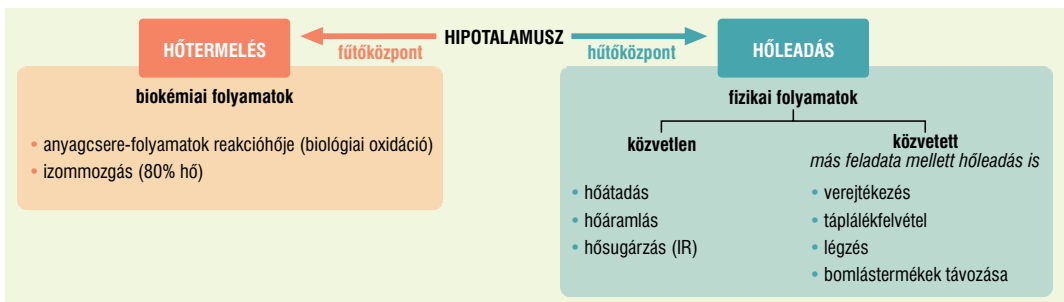 HŐTERMELÉS
fűtőközpont
HIPOTALAMUSZ
hűtőközpont
HŐLEADÁS
biokémiai folyamatok
• anyagcsere-folyamatok reakcióhője (biológiai oxidáció)
• izommozgás (80% hő)
fizikai folyamatok
közvetlen
• hőátadás
• hőáramlás
• hősugárzás (IR)
közvetett
más feladata mellett hőleadás is
• verejtékezés
• táplálékfelvétel
• légzés
• bomlástermékek távozása